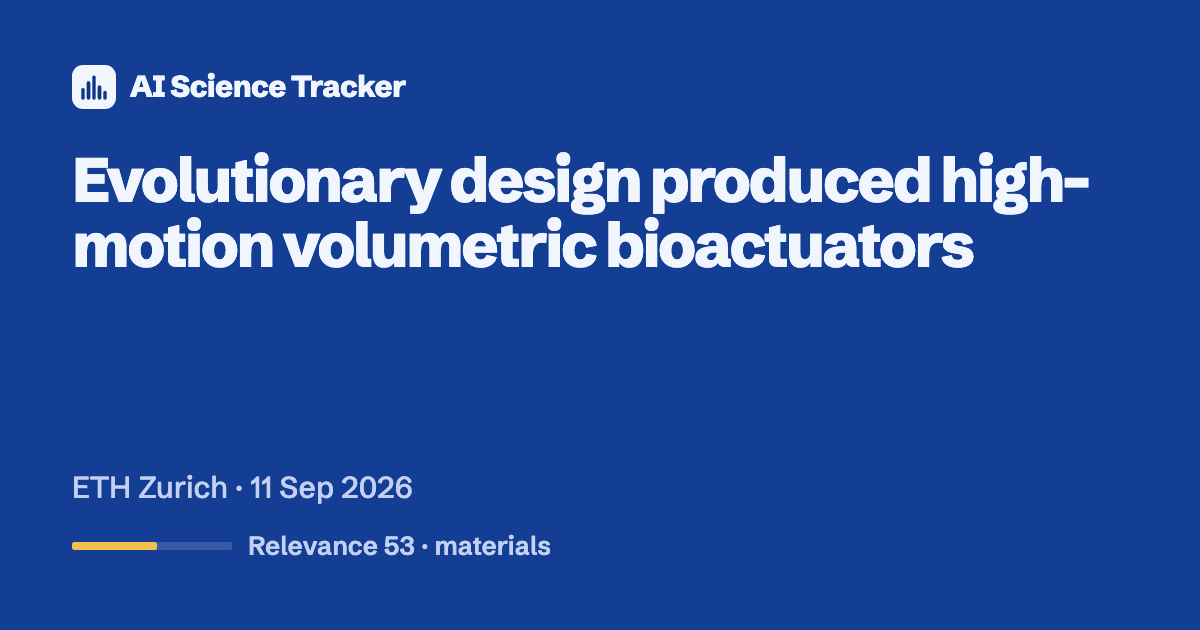 AI Science Tracker
Evolutionary design produced high-
motion volumetric bioactuators
ETH Zurich · 11 Sep 2026
Relevance 53 · materials